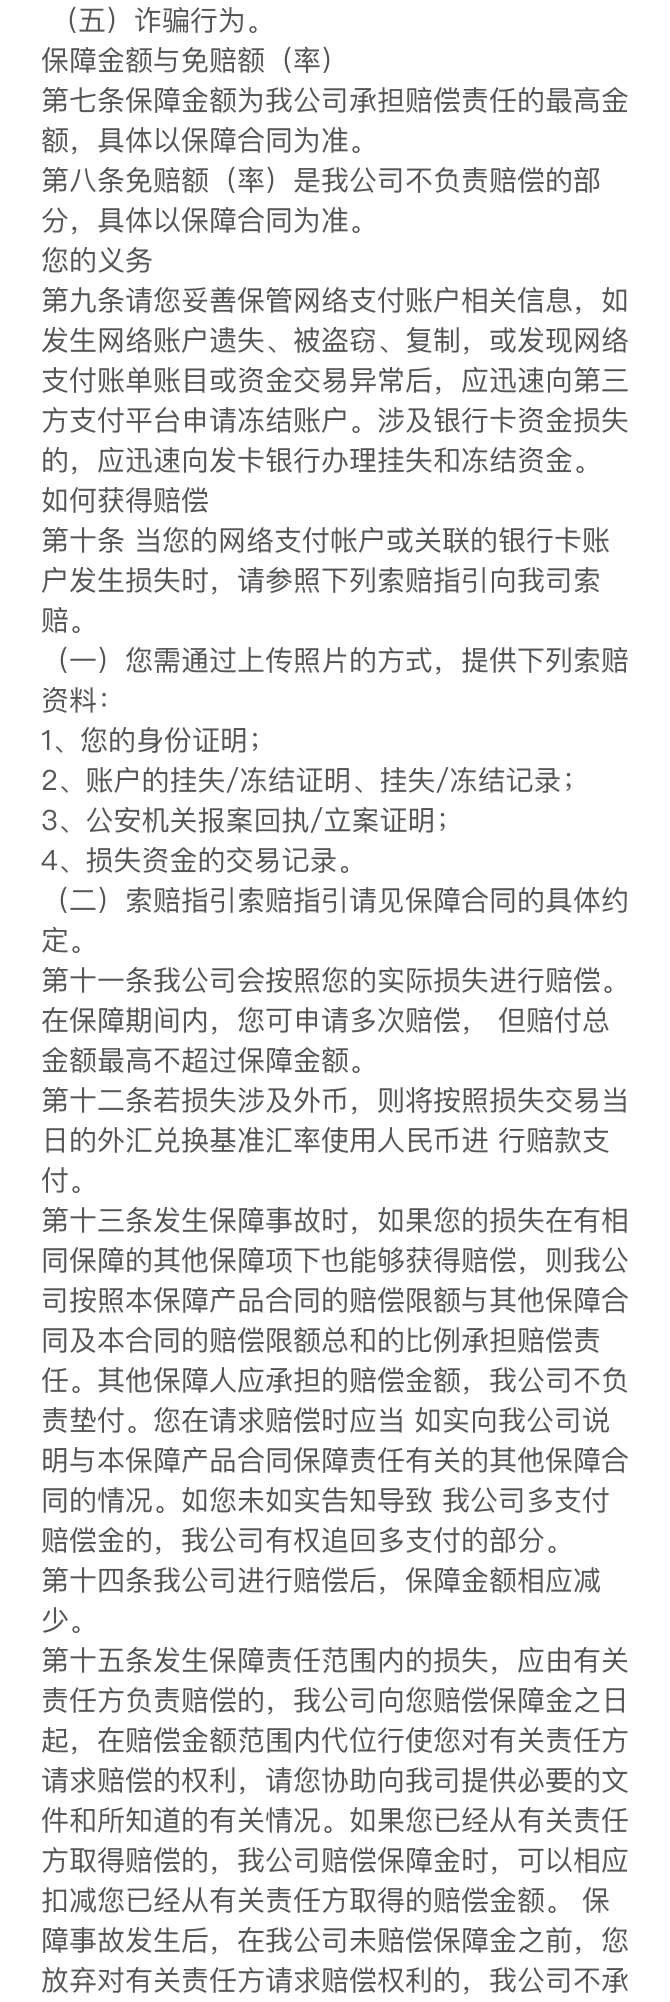 （五）诈骗行为。
保障金额与免赔额（率）
第七条保障金额为我公司承担赔偿责任的最高金
额，具体以保障合同为准。
第八条免赔额（率）是我公司不负责赔偿的部
分，具体以保障合同为准。
您的义务
第九条请您妥善保管网络支付账户相关信息，如
发生网络账户遗失、被盗窃、复制，或发现网络
支付账单账目或资金交易异常后，应迅速向第三
方支付平台申请冻结账户。涉及银行卡资金损失
的，应迅速向发卡银行办理挂失和冻结资金。
如何获得赔偿
第十条 当您的网络支付帐户或关联的银行卡账
户发生损失时，请参照下列索赔指引向我司索
赔。
（一）您需通过上传照片的方式，提供下列索赔
资料：
1、您的身份证明；
2、账户的挂失/冻结证明、挂失/冻结记录；
3、公安机关报案回执/立案证明；
4、损失资金的交易记录。
（二）索赔指引索赔指引请见保障合同的具体约
定。
第十一条我公司会按照您的实际损失进行赔偿。
在保障期间内，您可申请多次赔偿， 但赔付总
金额最高不超过保障金额。
第十二条若损失涉及外币，则将按照损失交易当
日的外汇兑换基准汇率使用人民币进 行赔款支
付。
第十三条发生保障事故时，如果您的损失在有相
同保障的其他保障项下也能够获得赔偿，则我公
司按照本保障产品合同的赔偿限额与其他保障合
同及本合同的赔偿限额总和的比例承担赔偿责
任。其他保障人应承担的赔偿金额，我公司不负
责垫付。您在请求赔偿时应当 如实向我公司说
明与本保障产品合同保障责任有关的其他保障合
同的情况。如您未如实告知导致 我公司多支付
赔偿金的，我公司有权追回多支付的部分。
第十四条我公司进行赔偿后，保障金额相应减
少。
第十五条发生保障责任范围内的损失，应由有关
责任方负责赔偿的，我公司向您赔偿保障金之日
起，在赔偿金额范围内代位行使您对有关责任方
请求赔偿的权利，请您协助向我司提供必要的文
件和所知道的有关情况。如果您已经从有关责任
方取得赔偿的，我公司赔偿保障金时，可以相应
扣减您已经从有关责任方取得的赔偿金额。 保
障事故发生后，在我公司未赔偿保障金之前，您
放弃对有关责任方请求赔偿权利的，我公司不承